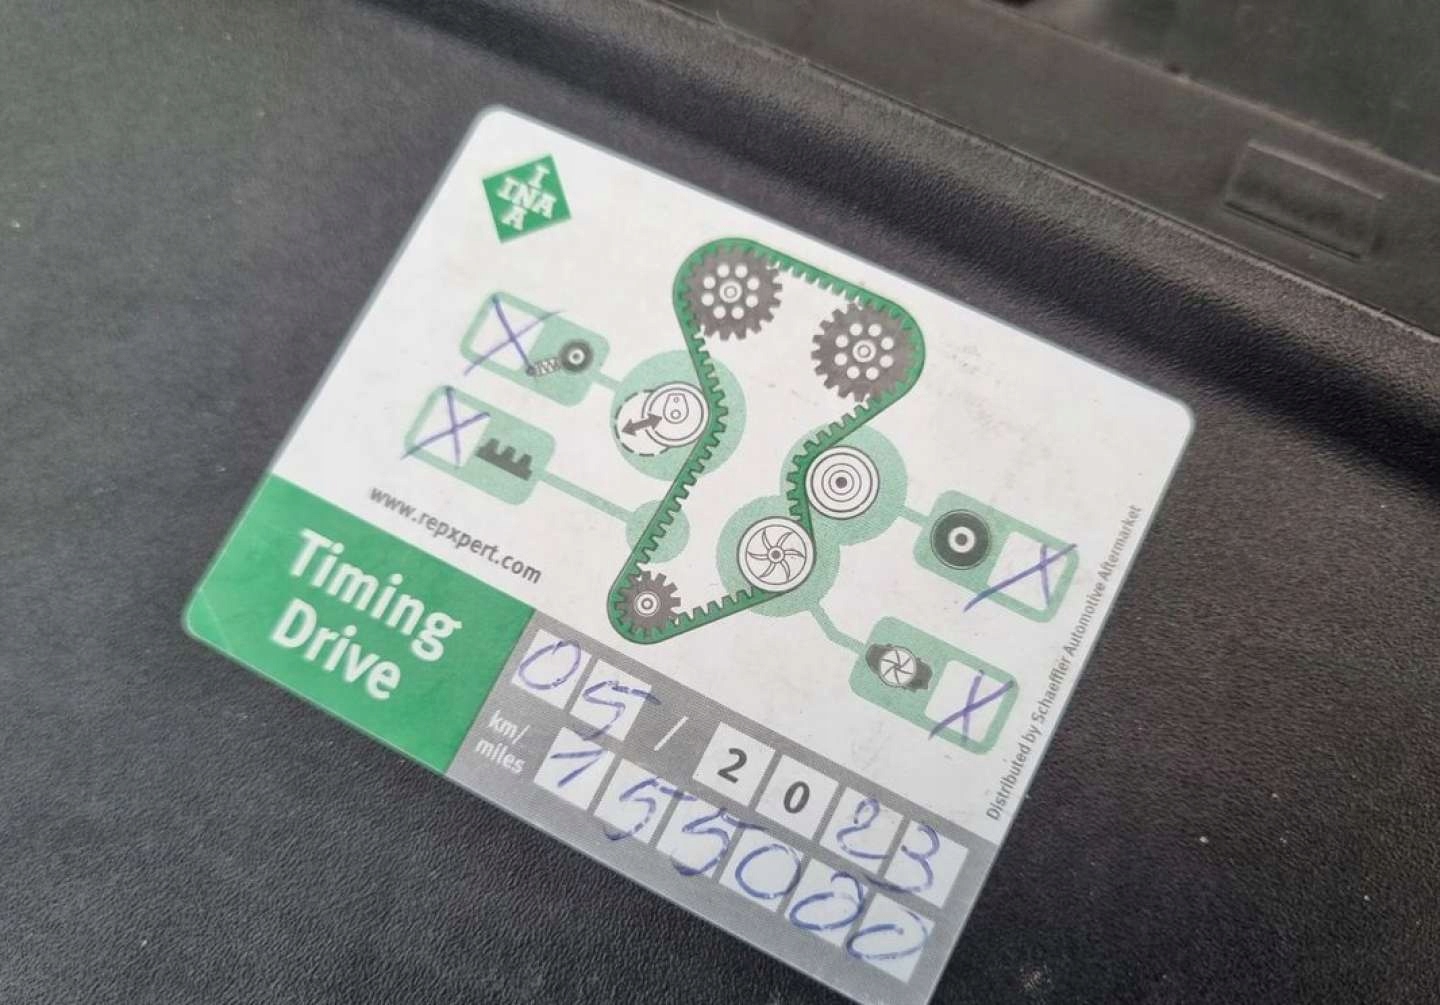 I
INA
A
X
X
www.repxpert.com
X
X
Distributed by Schaeffler Automotive Aftermarket
Timing
Drive
05 / 2023
km/
miles
155000